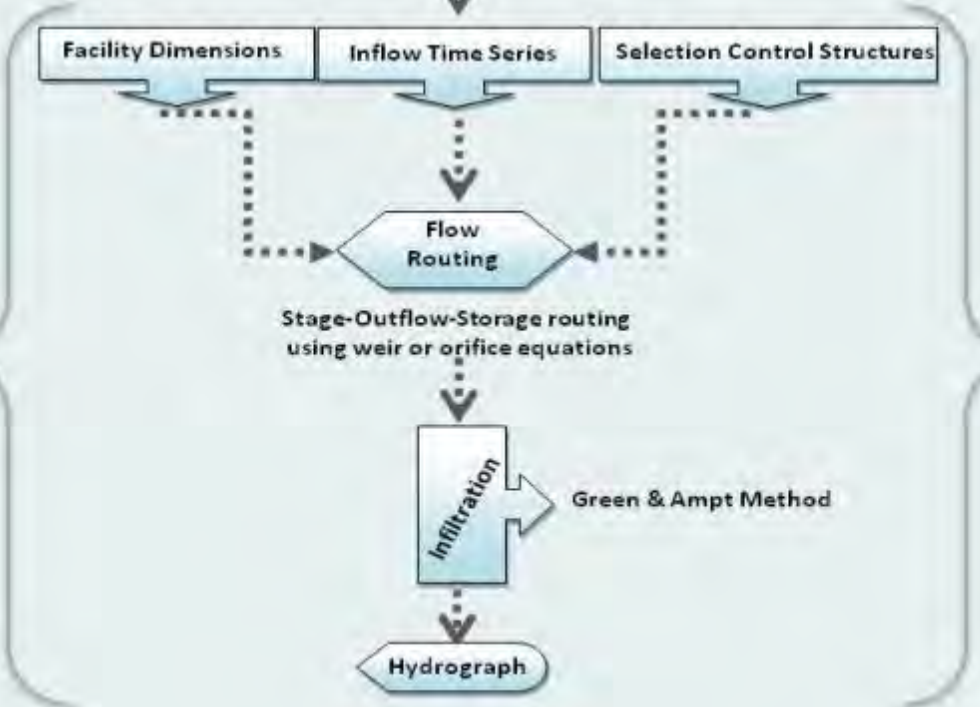 Facility Dimensions
Inflow Time Series
Selection Control Structures
Flow
Routing
Stage-Outflow-Storage routing
using weir or orifice equations
Infiltration
Green & Ampt Method
Hydrograph